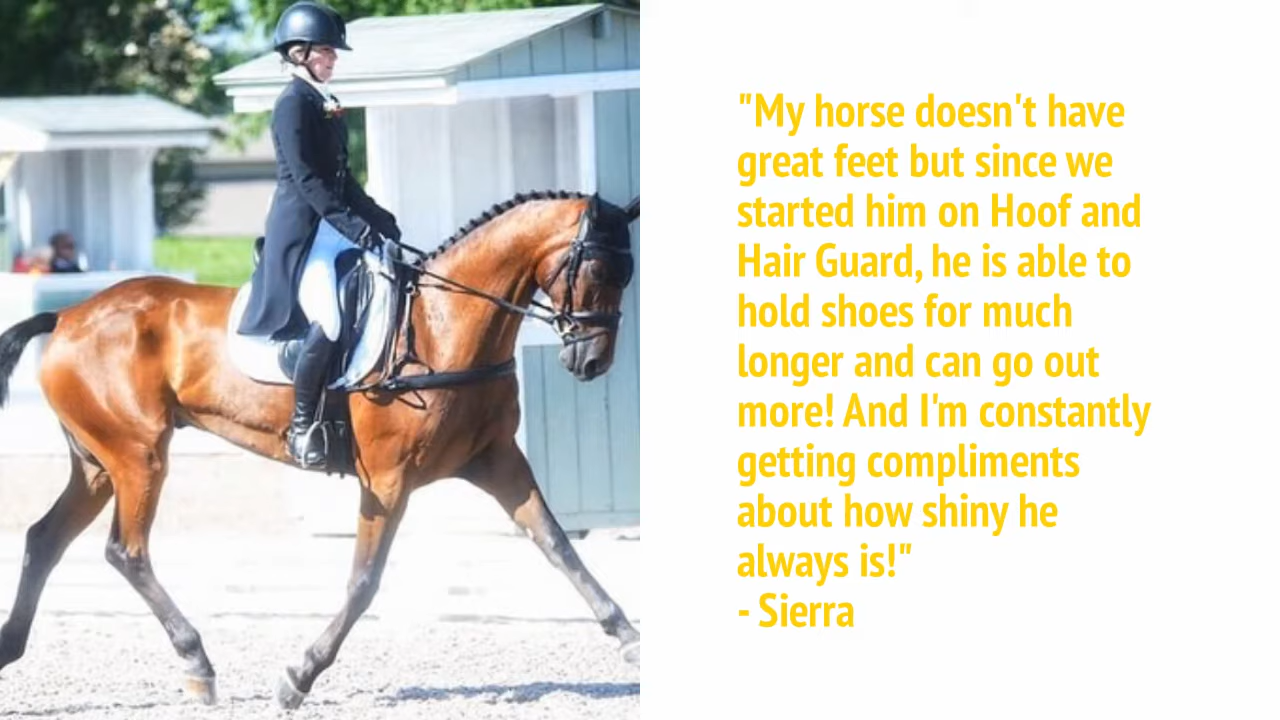 "My horse doesn't have
great feet but since we
started him on Hoof and
Hair Guard, he is able to
hold shoes for much
longer and can go out
more! And I'm constantly
getting compliments
about how shiny he
always is!"
- Sierra